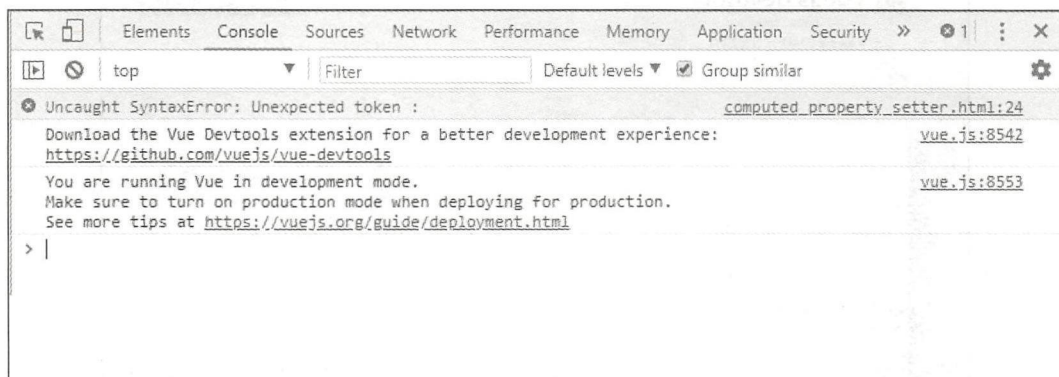 Elements Console Sources Network Performance Memory Application Security » 1
top ▼ Filter Default levels ▼ Group similar
Uncaught SyntaxError: Unexpected token : computed property setter.html:24
Download the Vue Devtools extension for a better development experience: vue.js:8542
https://github.com/vuejs/vue-devtools
You are running Vue in development mode. vue.js:8553
Make sure to turn on production mode when deploying for production.
See more tips at https://vuejs.org/guide/deployment.html
>